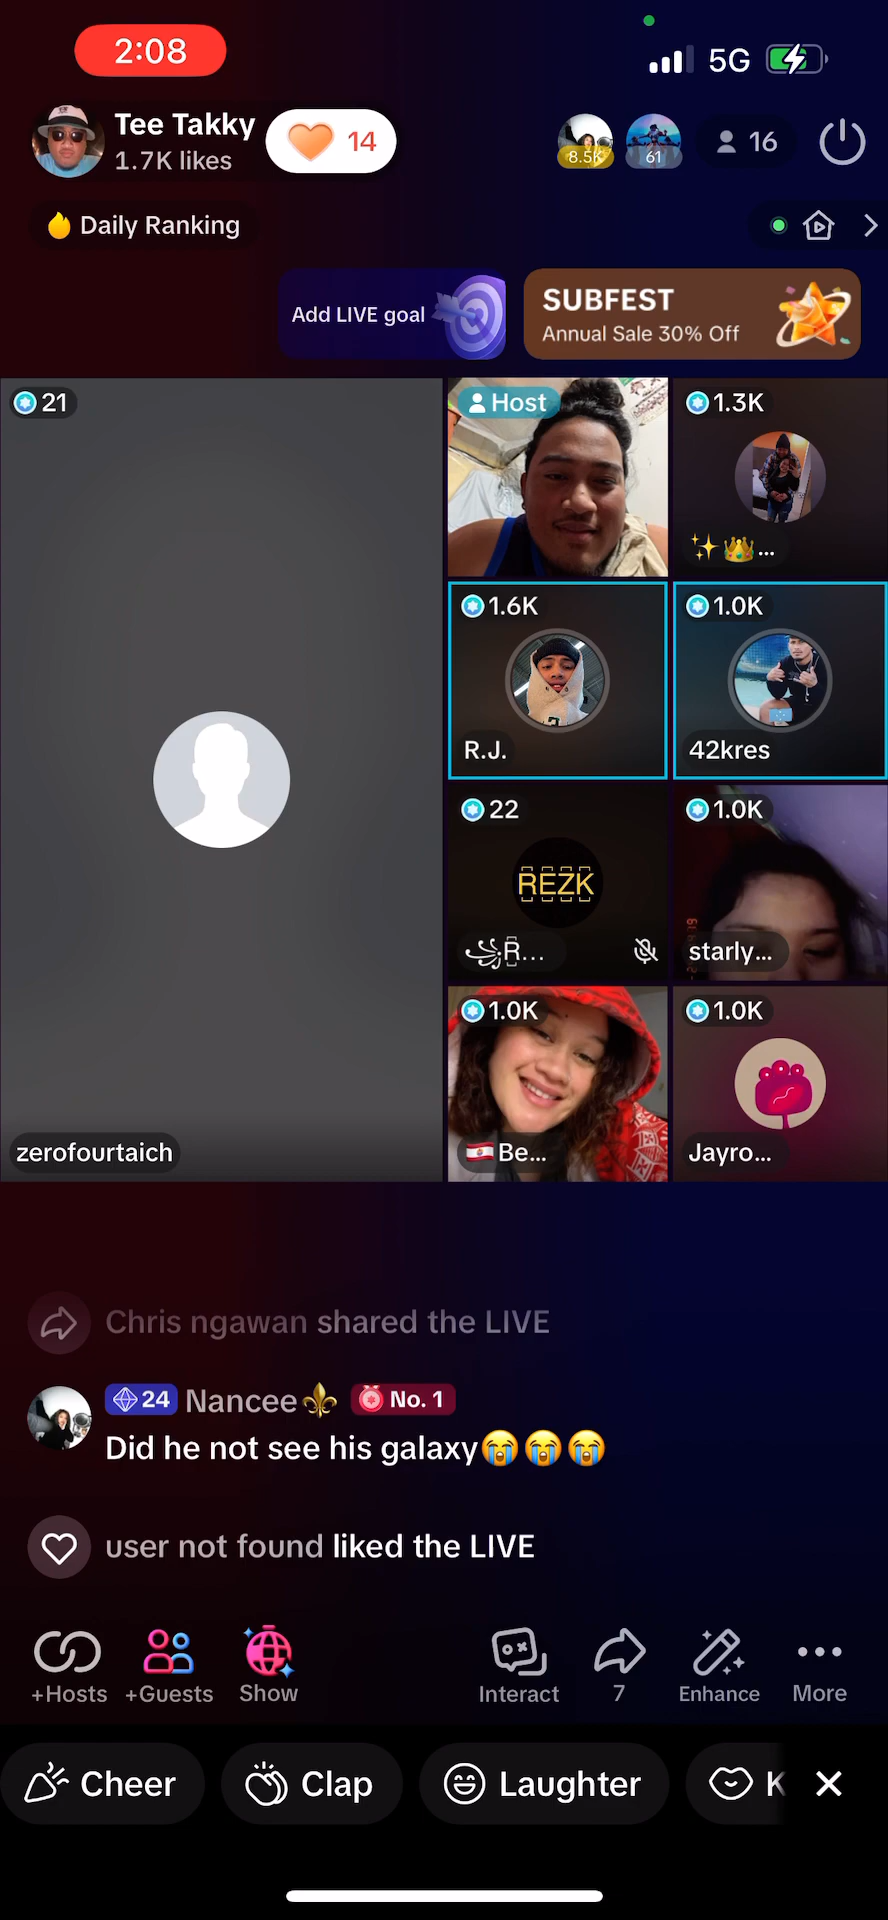 2:08
5G
Tee Takky
1.7K likes
14
8.5K
61
16
Daily Ranking
Add LIVE goal
SUBFEST
Annual Sale 30% Off
21
Host
1.3K
✨👑...
1.6K
1.0K
R.J.
42kres
22
1.0K
REZK
꧁R...
starly...
1.0K
1.0K
🇵🇫Be...
Jayro...
zerofourtaich
Chris ngawan shared the LIVE
24 Nancee⚜️ No. 1
Did he not see his galaxy😭😭😭
user not found liked the LIVE
+Hosts
+Guests
Show
Interact
7
Enhance
More
Cheer
Clap
Laughter
K